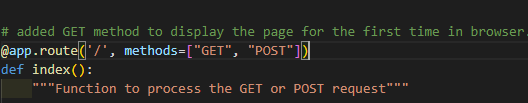 # added GET method to display the page for the first time in browser.
@app.route('/', methods=["GET", "POST"])
def index():
    """Function to process the GET or POST request"""